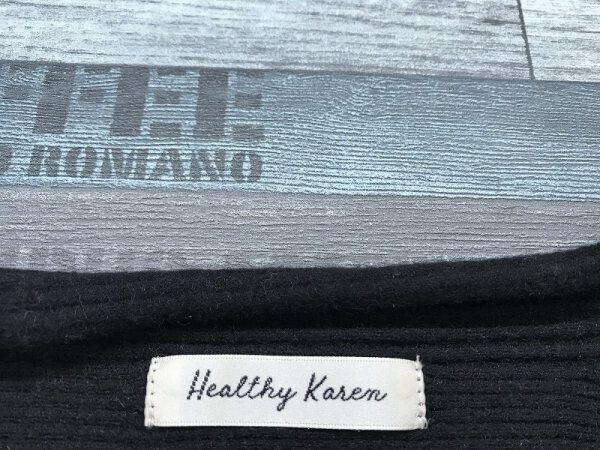 FFEE
O ROMANO
Healthy Karen